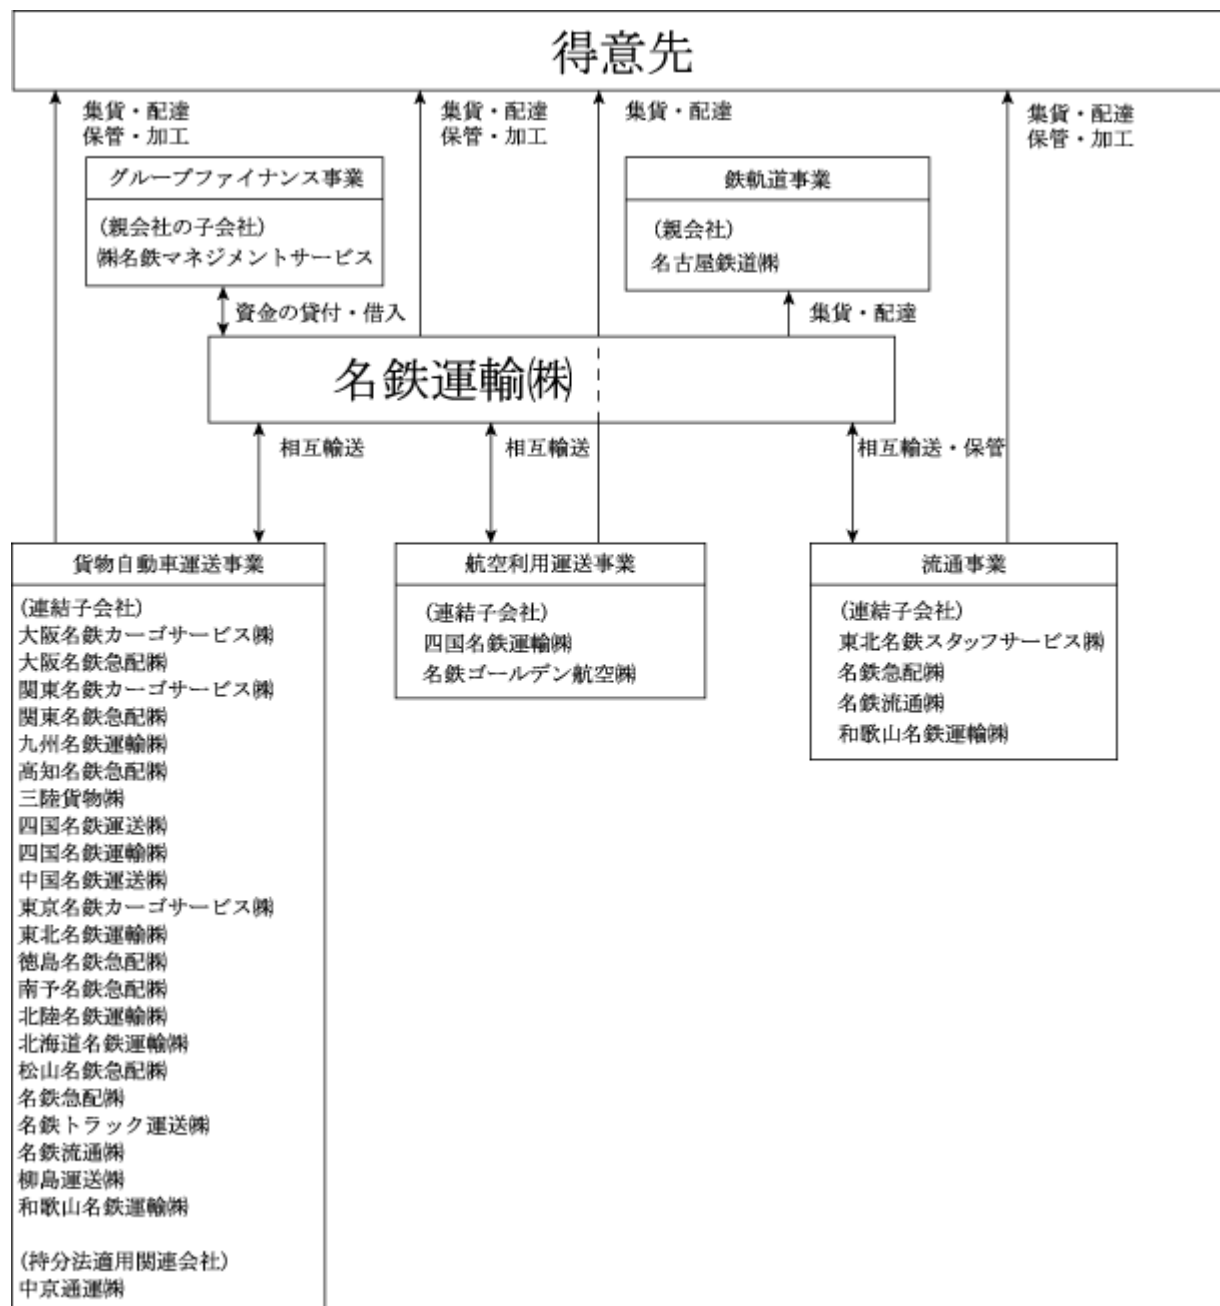 得意先
集貨・配達
保管・加工
集貨・配達
保管・加工
集貨・配達
集貨・配達
保管・加工
グループファイナンス事業
(親会社の子会社)
㈱名鉄マネジメントサービス
鉄軌道事業
(親会社)
名古屋鉄道㈱
資金の貸付・借入
集貨・配達
名鉄運輸㈱
相互輸送
相互輸送
相互輸送・保管
貨物自動車運送事業
(連結子会社)
大阪名鉄カーゴサービス㈱
大阪名鉄急配㈱
関東名鉄カーゴサービス㈱
関東名鉄急配㈱
九州名鉄運輸㈱
高知名鉄急配㈱
三陸貨物㈱
四国名鉄運送㈱
四国名鉄運輸㈱
中国名鉄運送㈱
東京名鉄カーゴサービス㈱
東北名鉄運輸㈱
徳島名鉄急配㈱
南予名鉄急配㈱
北陸名鉄運輸㈱
北海道名鉄運輸㈱
松山名鉄急配㈱
名鉄急配㈱
名鉄トラック運送㈱
名鉄流通㈱
柳島運送㈱
和歌山名鉄運輸㈱
(持分法適用関連会社)
中京通運㈱
航空利用運送事業
(連結子会社)
四国名鉄運輸㈱
名鉄ゴールデン航空㈱
流通事業
(連結子会社)
東北名鉄スタッフサービス㈱
名鉄急配㈱
名鉄流通㈱
和歌山名鉄運輸㈱